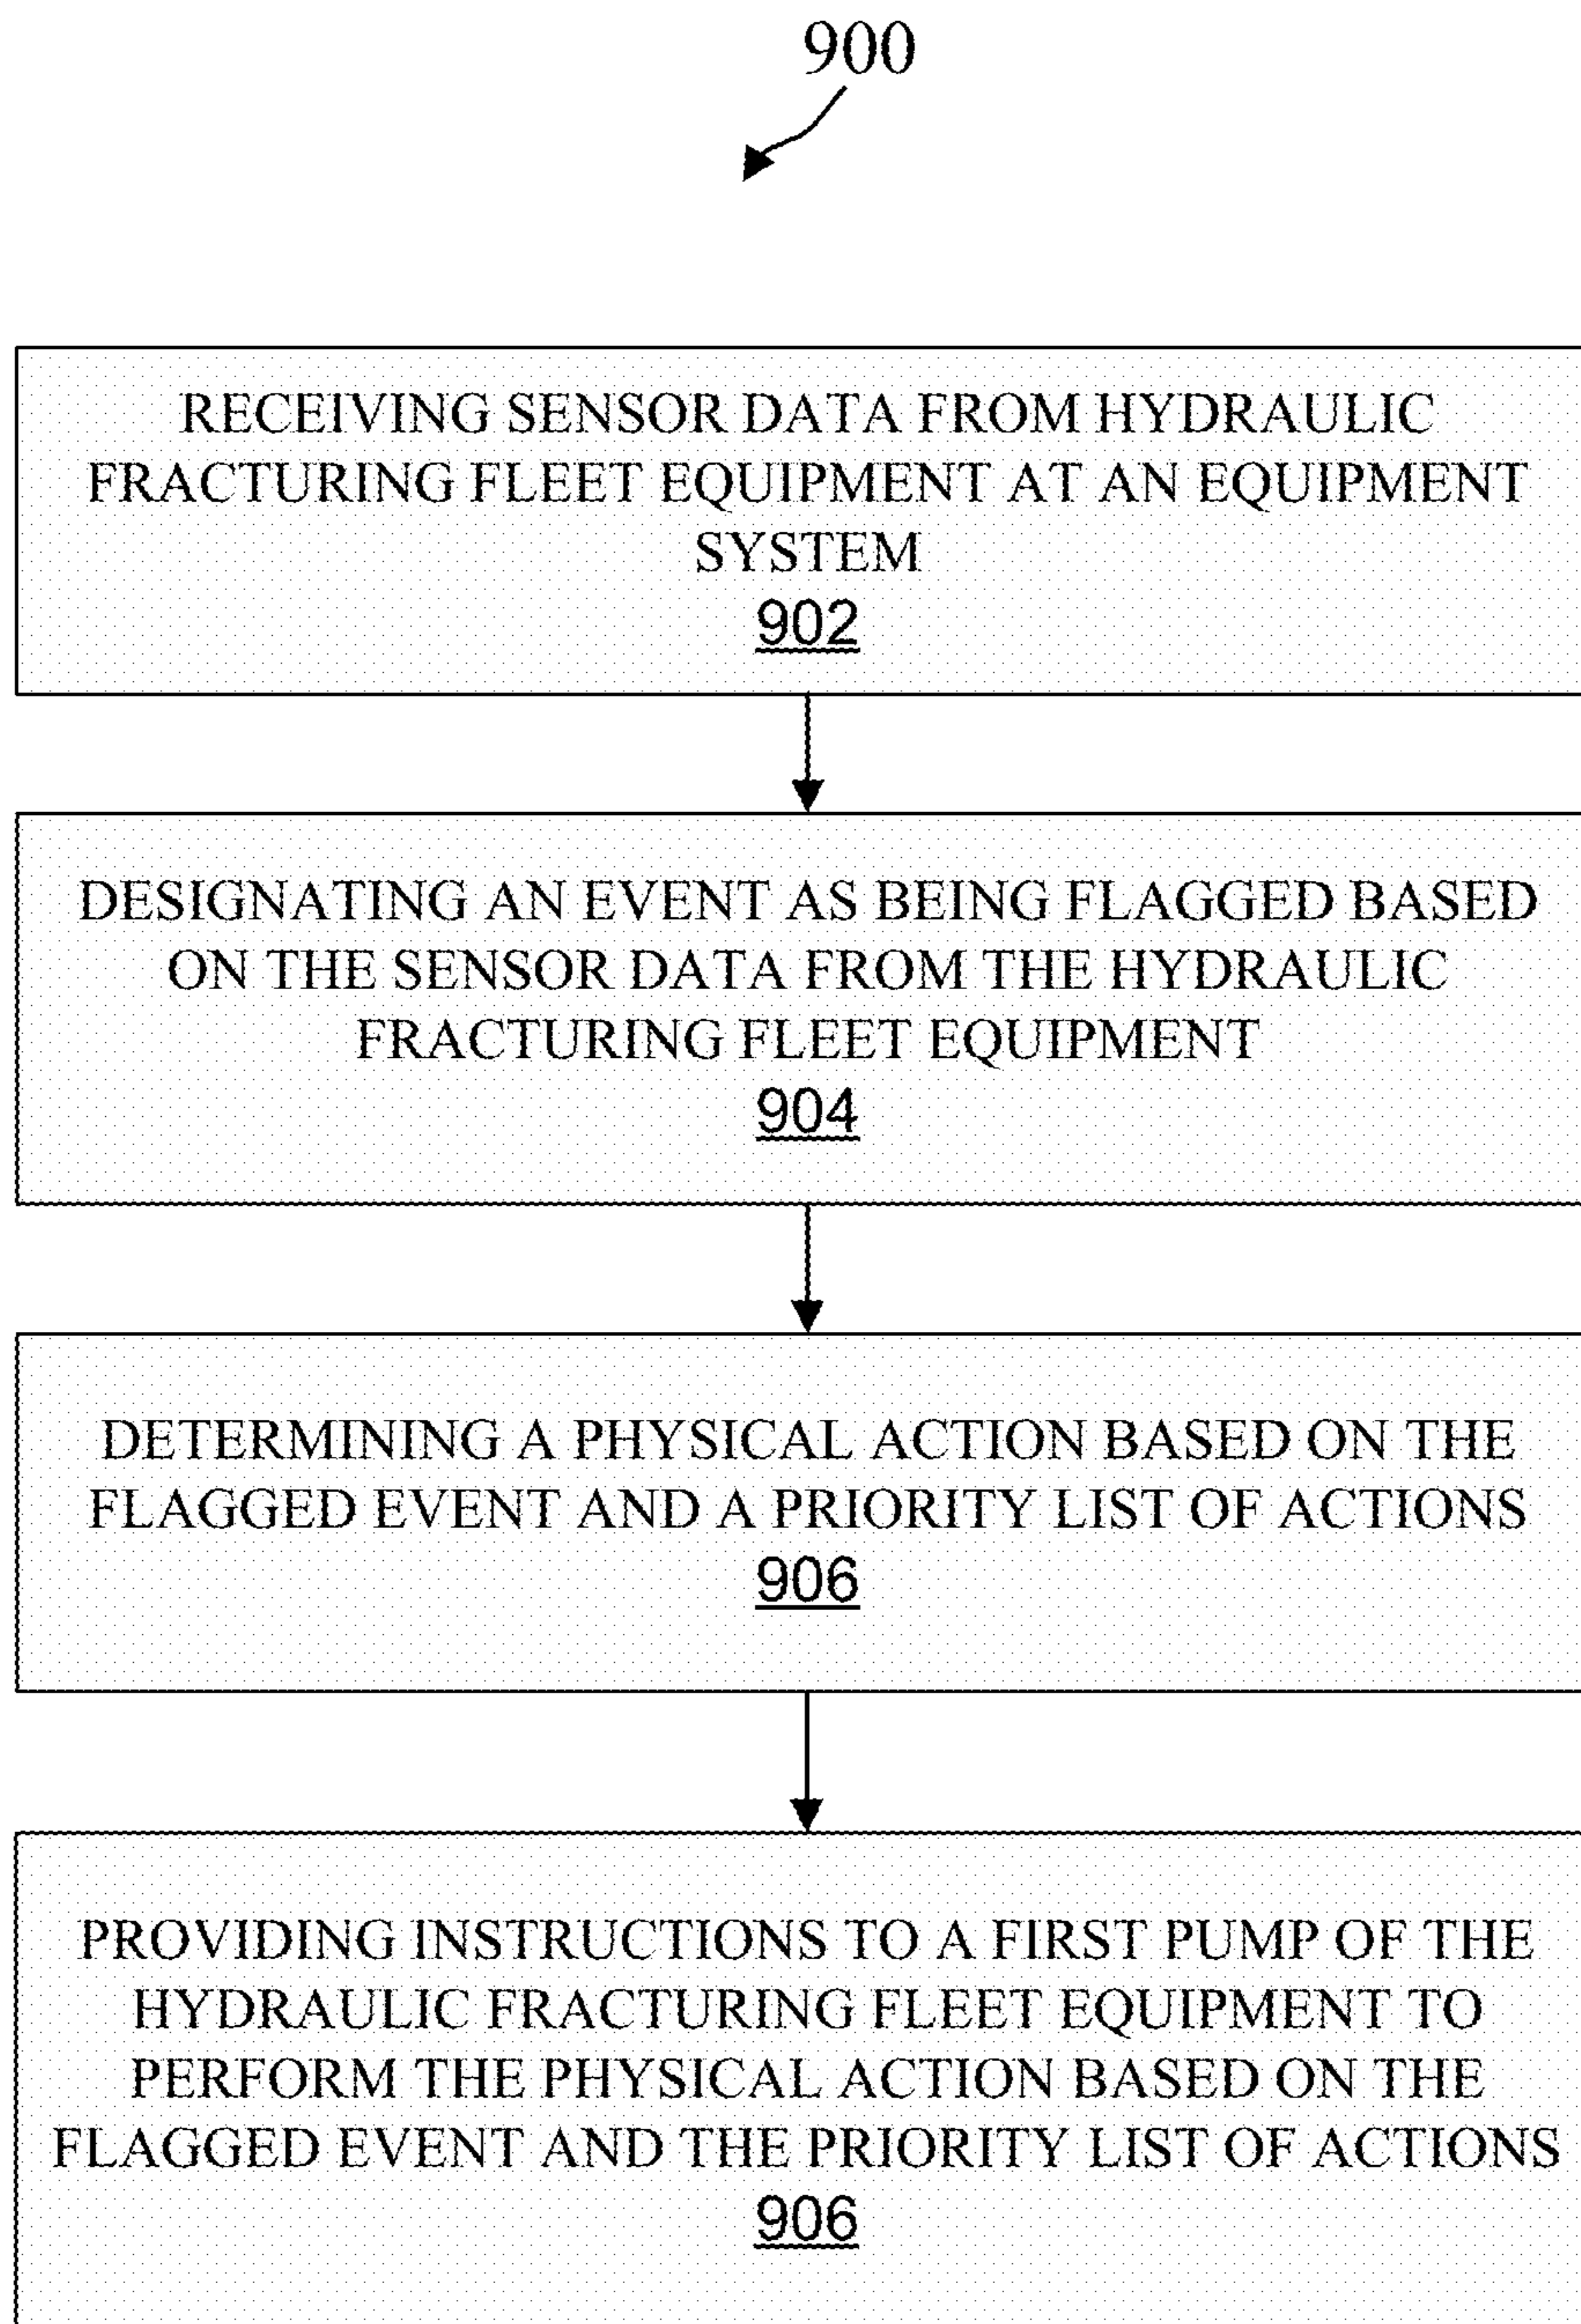 900
RECEIVING SENSOR DATA FROM HYDRAULIC
FRACTURING FLEET EQUIPMENT AT AN EQUIPMENT
SYSTEM
902
DESIGNATING AN EVENT AS BEING FLAGGED BASED
ON THE SENSOR DATA FROM THE HYDRAULIC
FRACTURING FLEET EQUIPMENT
904
DETERMINING A PHYSICAL ACTION BASED ON THE
FLAGGED EVENT AND A PRIORITY LIST OF ACTIONS
906
PROVIDING INSTRUCTIONS TO A FIRST PUMP OF THE
HYDRAULIC FRACTURING FLEET EQUIPMENT TO
PERFORM THE PHYSICAL ACTION BASED ON THE
FLAGGED EVENT AND THE PRIORITY LIST OF ACTIONS
906